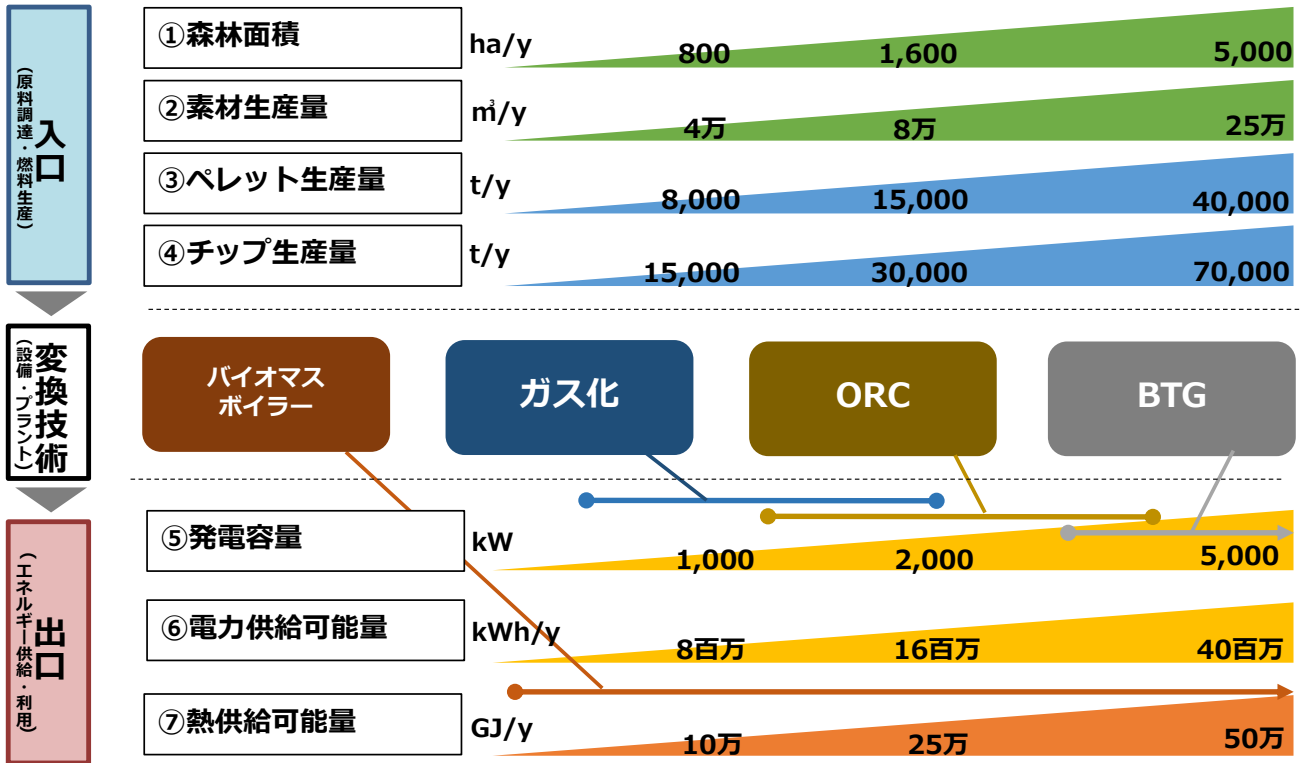 入口
(原料調達・燃料生産)
①森林面積
ha/y
800
1,600
5,000
②素材生産量
㎥/y
4万
8万
25万
③ペレット生産量
t/y
8,000
15,000
40,000
④チップ生産量
t/y
15,000
30,000
70,000
変換技術
(設備・プラント)
バイオマス
ボイラー
ガス化
ORC
BTG
出口
(エネルギー供給・利用)
⑤発電容量
kW
1,000
2,000
5,000
⑥電力供給可能量
kWh/y
8百万
16百万
40百万
⑦熱供給可能量
GJ/y
10万
25万
50万